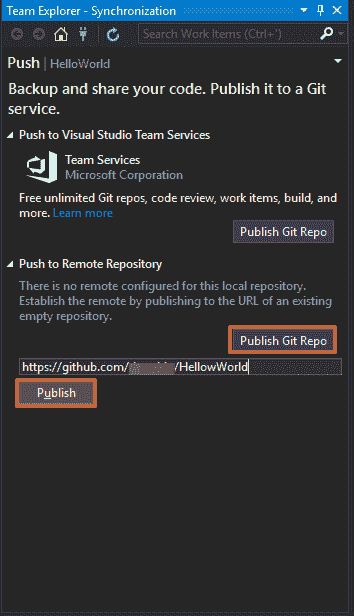 Team Explorer - Synchronization
Search Work Items (Ctrl+')
Push | HelloWorld
Backup and share your code. Publish it to a Git
service.
Push to Visual Studio Team Services
Team Services
Microsoft Corporation
Free unlimited Git repos, code review, work items, build, and
more. Learn more
Publish Git Repo
Push to Remote Repository
There is no remote configured for this local repository.
Establish the remote by publishing to the URL of an existing
empty repository.
Publish Git Repo
https://github.com/ /HellowWorld
Publish